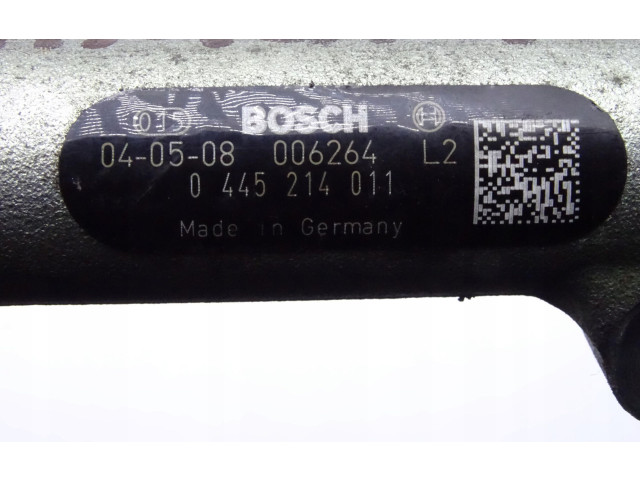 015 BOSCH
04-05-08 006264 L2
0 445 214 011
Made in Germany